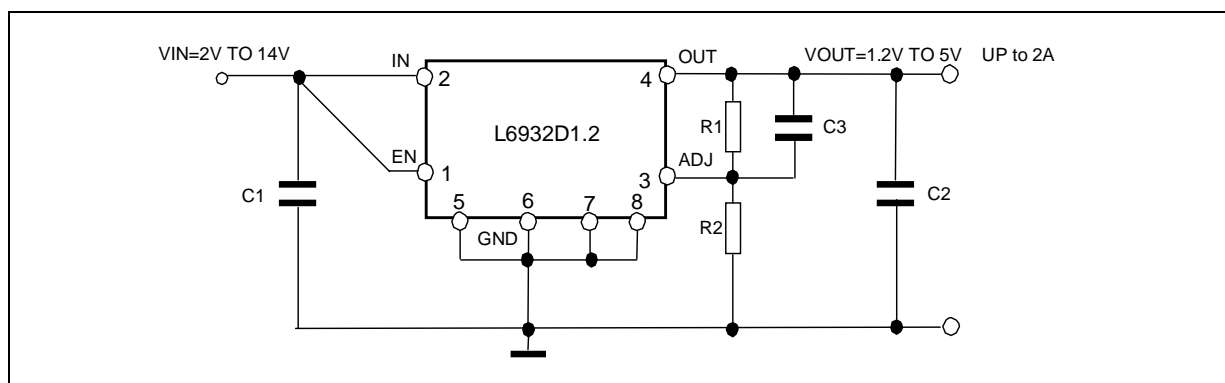 VIN=2V TO 14V
IN
OUT
VOUT=1.2V TO 5V
UP to 2A
2
4
L6932D1.2
R1
C3
EN
1
ADJ
3
C1
C2
5
6
7
8
GND
R2